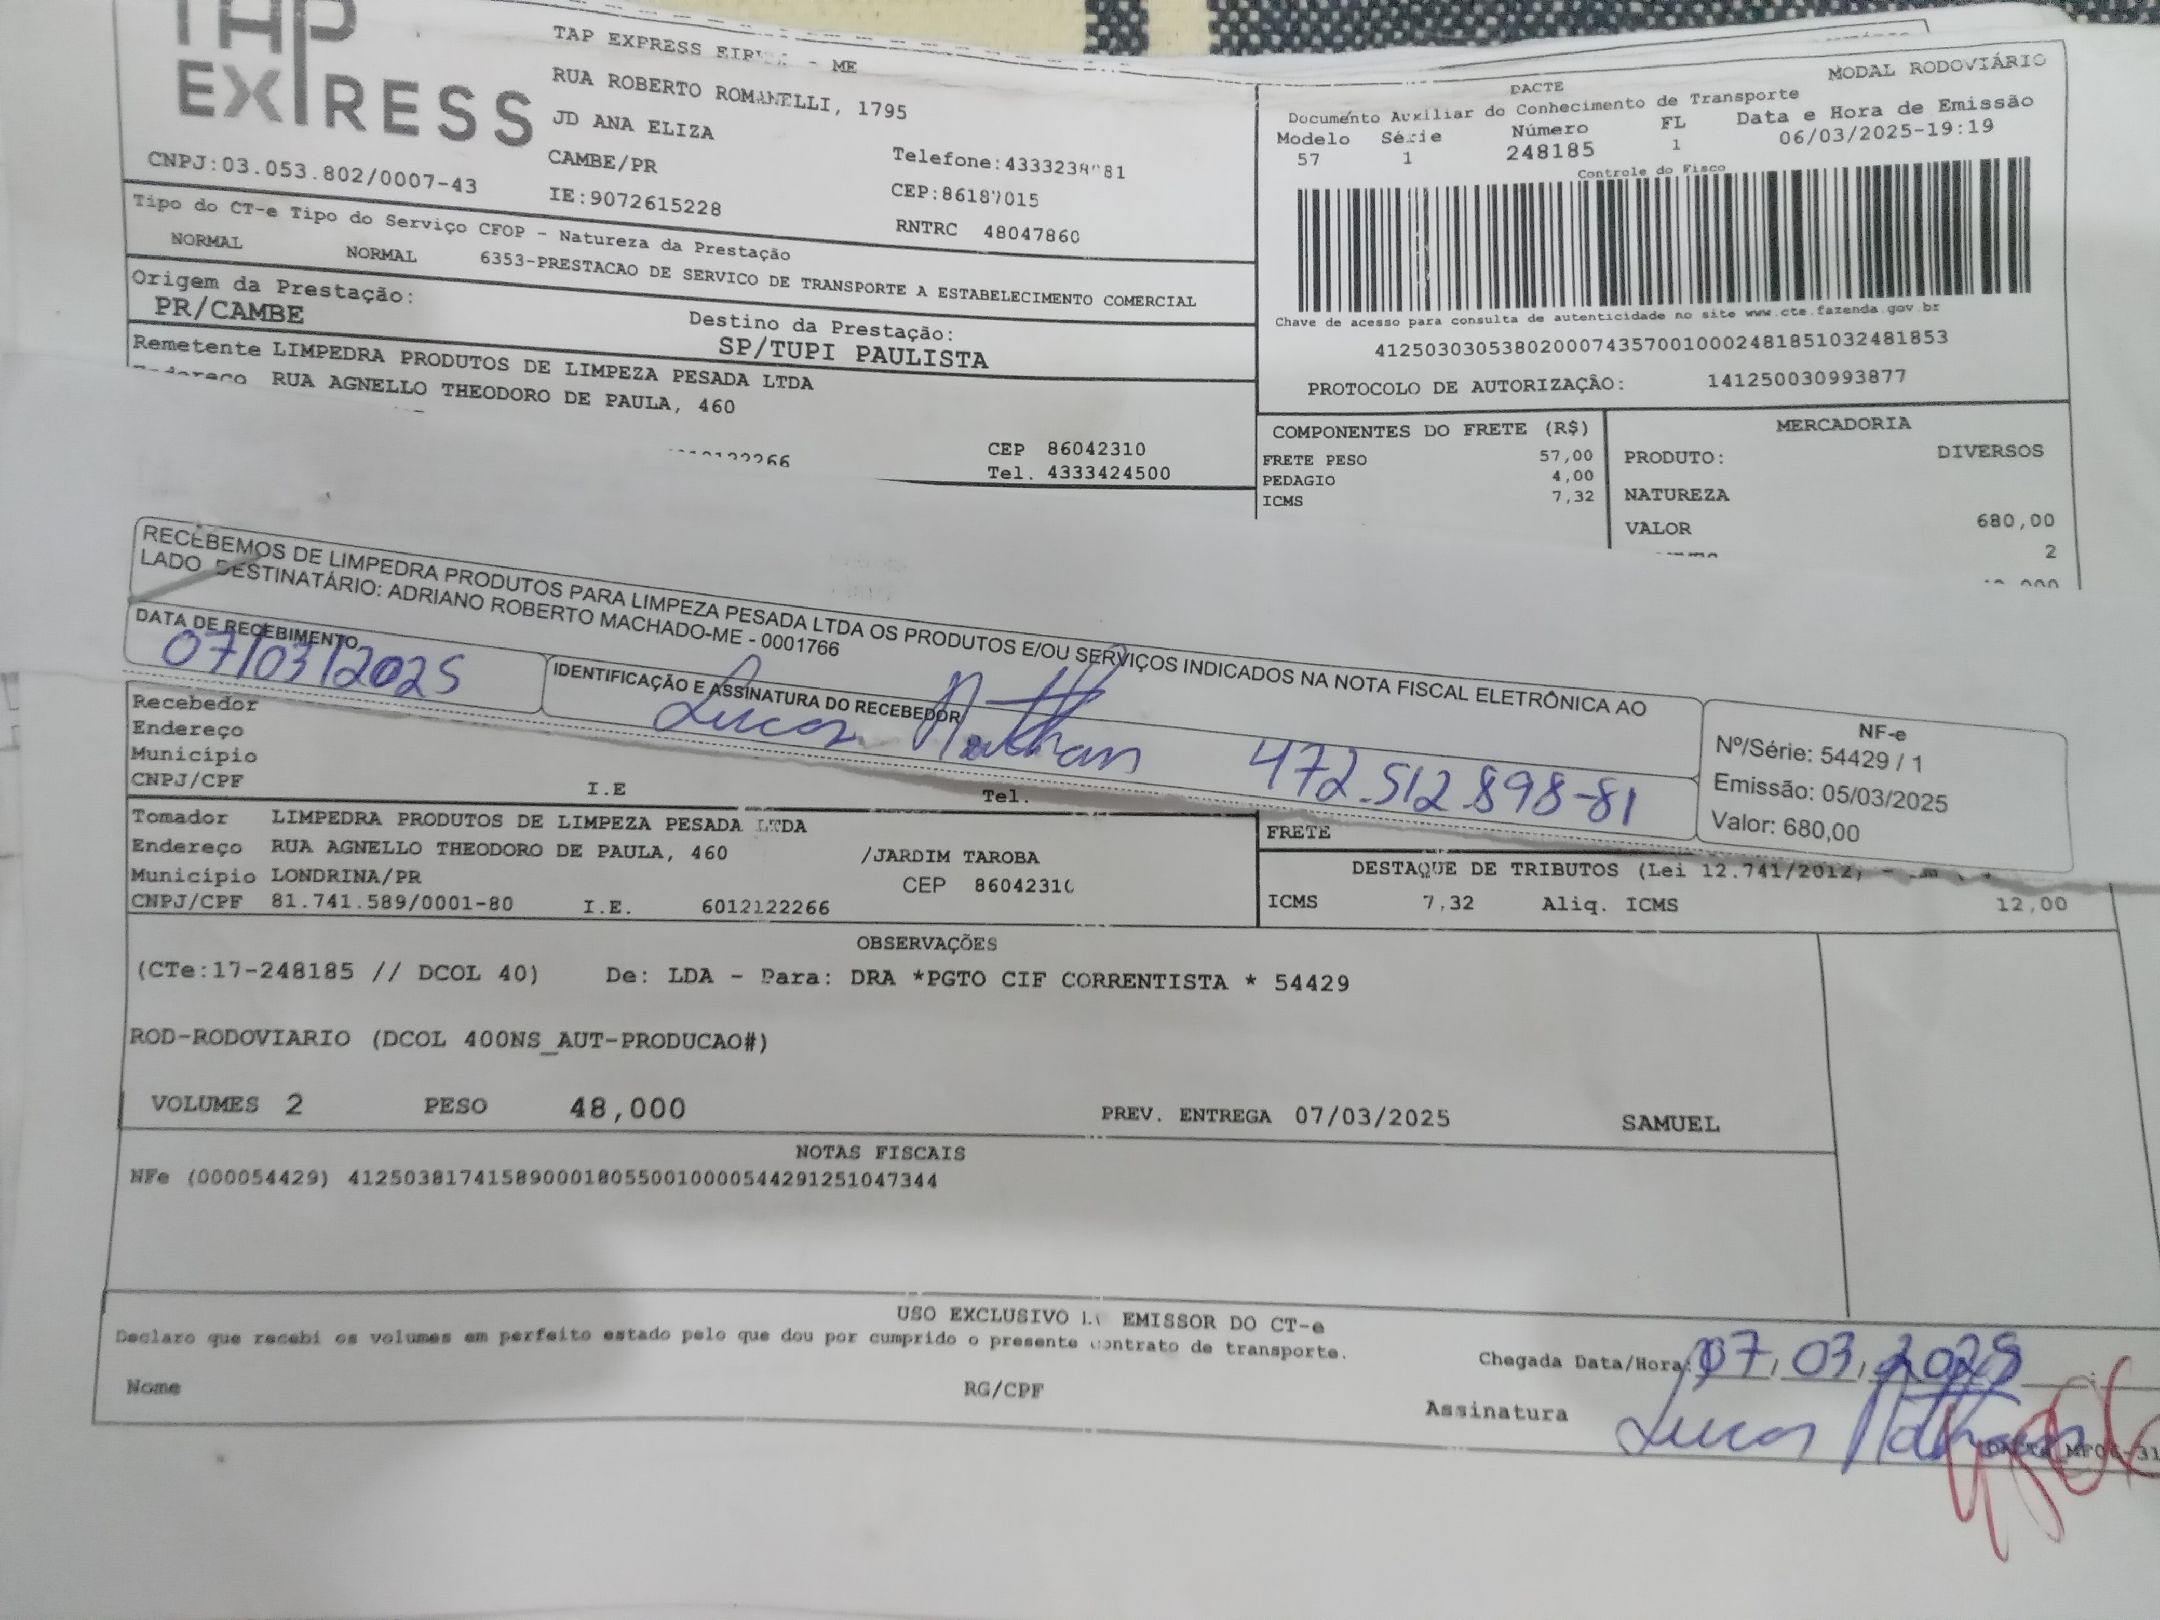 TAP
EXPRESS
CNPJ:03.053.802/0007-43
TAP EXPRESS - ME
RUA ROBERTO ROMANELLI, 1795
JD ANA ELIZA
CAMBE/PR
IE:9072615228
CEP:86187015
RNTRC 48047860
DACTE
MODAL RODOVIÁRIO
Documento Auxiliar do Conhecimento de Transporte
Modelo Série Número FL Data e Hora de Emissão
57 1 248185 1 06/03/2025-19:19
Controle do Fisco
Chave de acesso para consulta de autenticidade no site www.cte.fazenda.gov.br
41250303053802000743570010002481851032481853
PROTOCOLO DE AUTORIZAÇÃO: 141250030993877
Tipo do CT-e Tipo do Serviço CFOP - Natureza da Prestação
NORMAL NORMAL 6353-PRESTACAO DE SERVICO DE TRANSPORTE A ESTABELECIMENTO COMERCIAL
Origem da Prestação:
PR/CAMBE
Destino da Prestação:
SP/TUPI PAULISTA
Remetente LIMPEDRA PRODUTOS DE LIMPEZA PESADA LTDA
RUA AGNELLO THEODORO DE PAULA, 460
CEP 86042310
Tel. 4333424500
COMPONENTES DO FRETE (R$)
FRETE PESO 57,00
PEDAGIO 4,00
ICMS 7,32
MERCADORIA
PRODUTO: DIVERSOS
NATUREZA
VALOR 680,00
2
RECEBEMOS DE LIMPEDRA PRODUTOS PARA LIMPEZA PESADA LTDA OS PRODUTOS E/OU SERVIÇOS INDICADOS NA NOTA FISCAL ELETRÔNICA AO
LADO DESTINATÁRIO: ADRIANO ROBERTO MACHADO-ME - 0001766
DATA DE RECEBIMENTO
07/03/2025
IDENTIFICAÇÃO E ASSINATURA DO RECEBEDOR
Lucas Nathan 472.512.898-81
NF-e
Nº/Série: 54429 / 1
Emissão: 05/03/2025
Valor: 680,00
Recebedor
Endereço
Município
CNPJ/CPF I.E Tel.
Tomador LIMPEDRA PRODUTOS DE LIMPEZA PESADA LTDA
Endereço RUA AGNELLO THEODORO DE PAULA, 460 /JARDIM TAROBA
Município LONDRINA/PR CEP 86042310
CNPJ/CPF 81.741.589/0001-80 I.E. 6012122266
FRETE
DESTAQUE DE TRIBUTOS (Lei 12.741/2012)
ICMS 7,32 Aliq. ICMS 12,00
OBSERVAÇÕES
(CTe:17-248185 // DCOL 40) De: LDA - Para: DRA *PGTO CIF CORRENTISTA * 54429
ROD-RODOVIARIO (DCOL 400NS_AUT-PRODUCAO#)
VOLUMES 2 PESO 48,000 PREV. ENTREGA 07/03/2025 SAMUEL
NOTAS FISCAIS
NFe (000054429) 41250381741589000180550010000544291251047344
USO EXCLUSIVO EMISSOR DO CT-e
Declaro que recebi os volumes em perfeito estado pelo que dou por cumprido o presente contrato de transporte.
Nome RG/CPF
Chegada Data/Hora: 07/03/2025
Assinatura Lucas Nathan